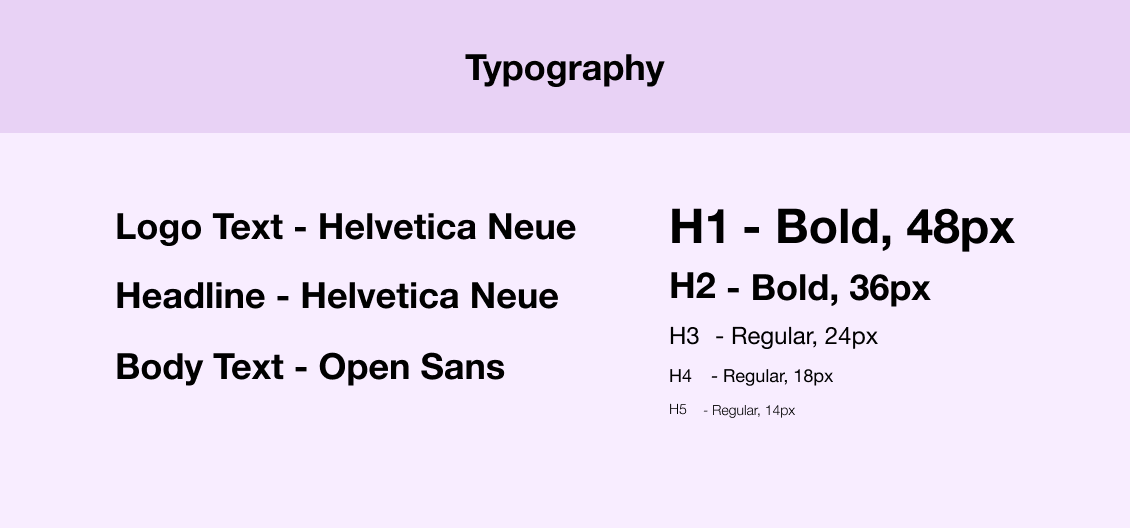 Typography
Logo Text - Helvetica Neue
Headline - Helvetica Neue
Body Text - Open Sans
H1 - Bold, 48px
H2 - Bold, 36px
H3 - Regular, 24px
H4 - Regular, 18px
H5 - Regular, 14px